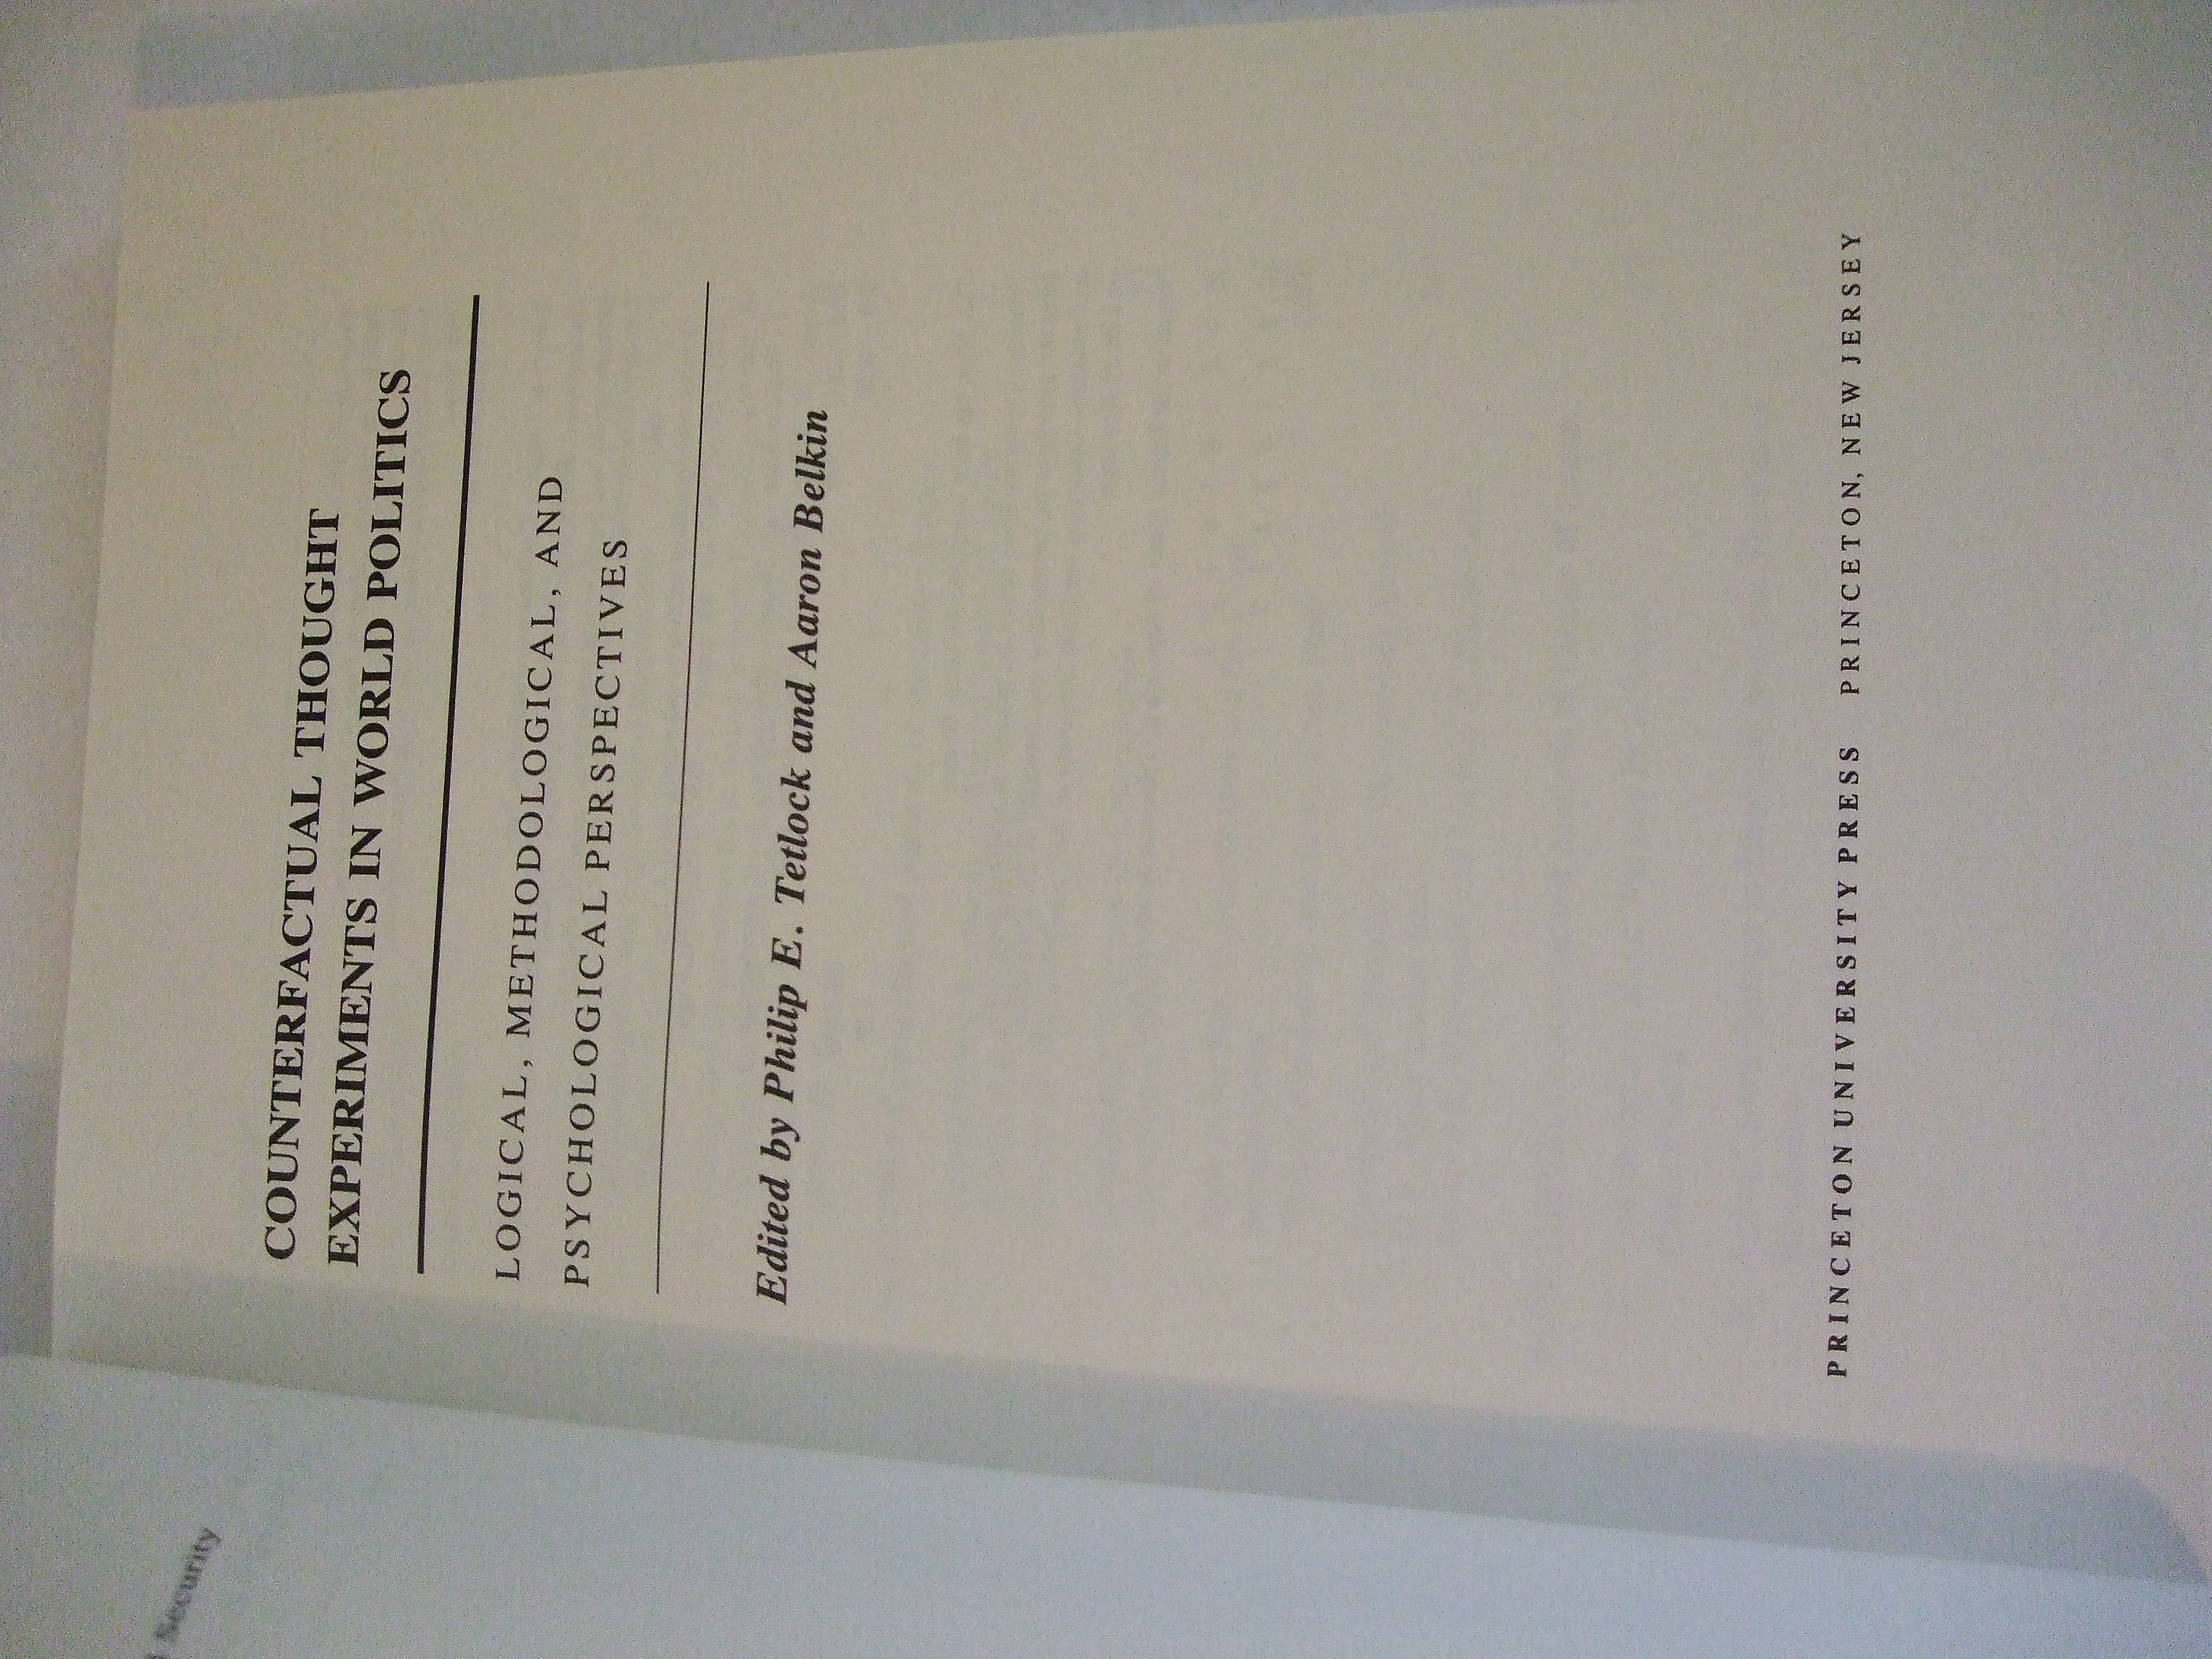 COUNTERFACTUAL THOUGHT
EXPERIMENTS IN WORLD POLITICS
LOGICAL, METHODOLOGICAL, AND
PSYCHOLOGICAL PERSPECTIVES
Edited by Philip E. Tetlock and Aaron Belkin
PRINCETON UNIVERSITY PRESS PRINCETON, NEW JERSEY
Security